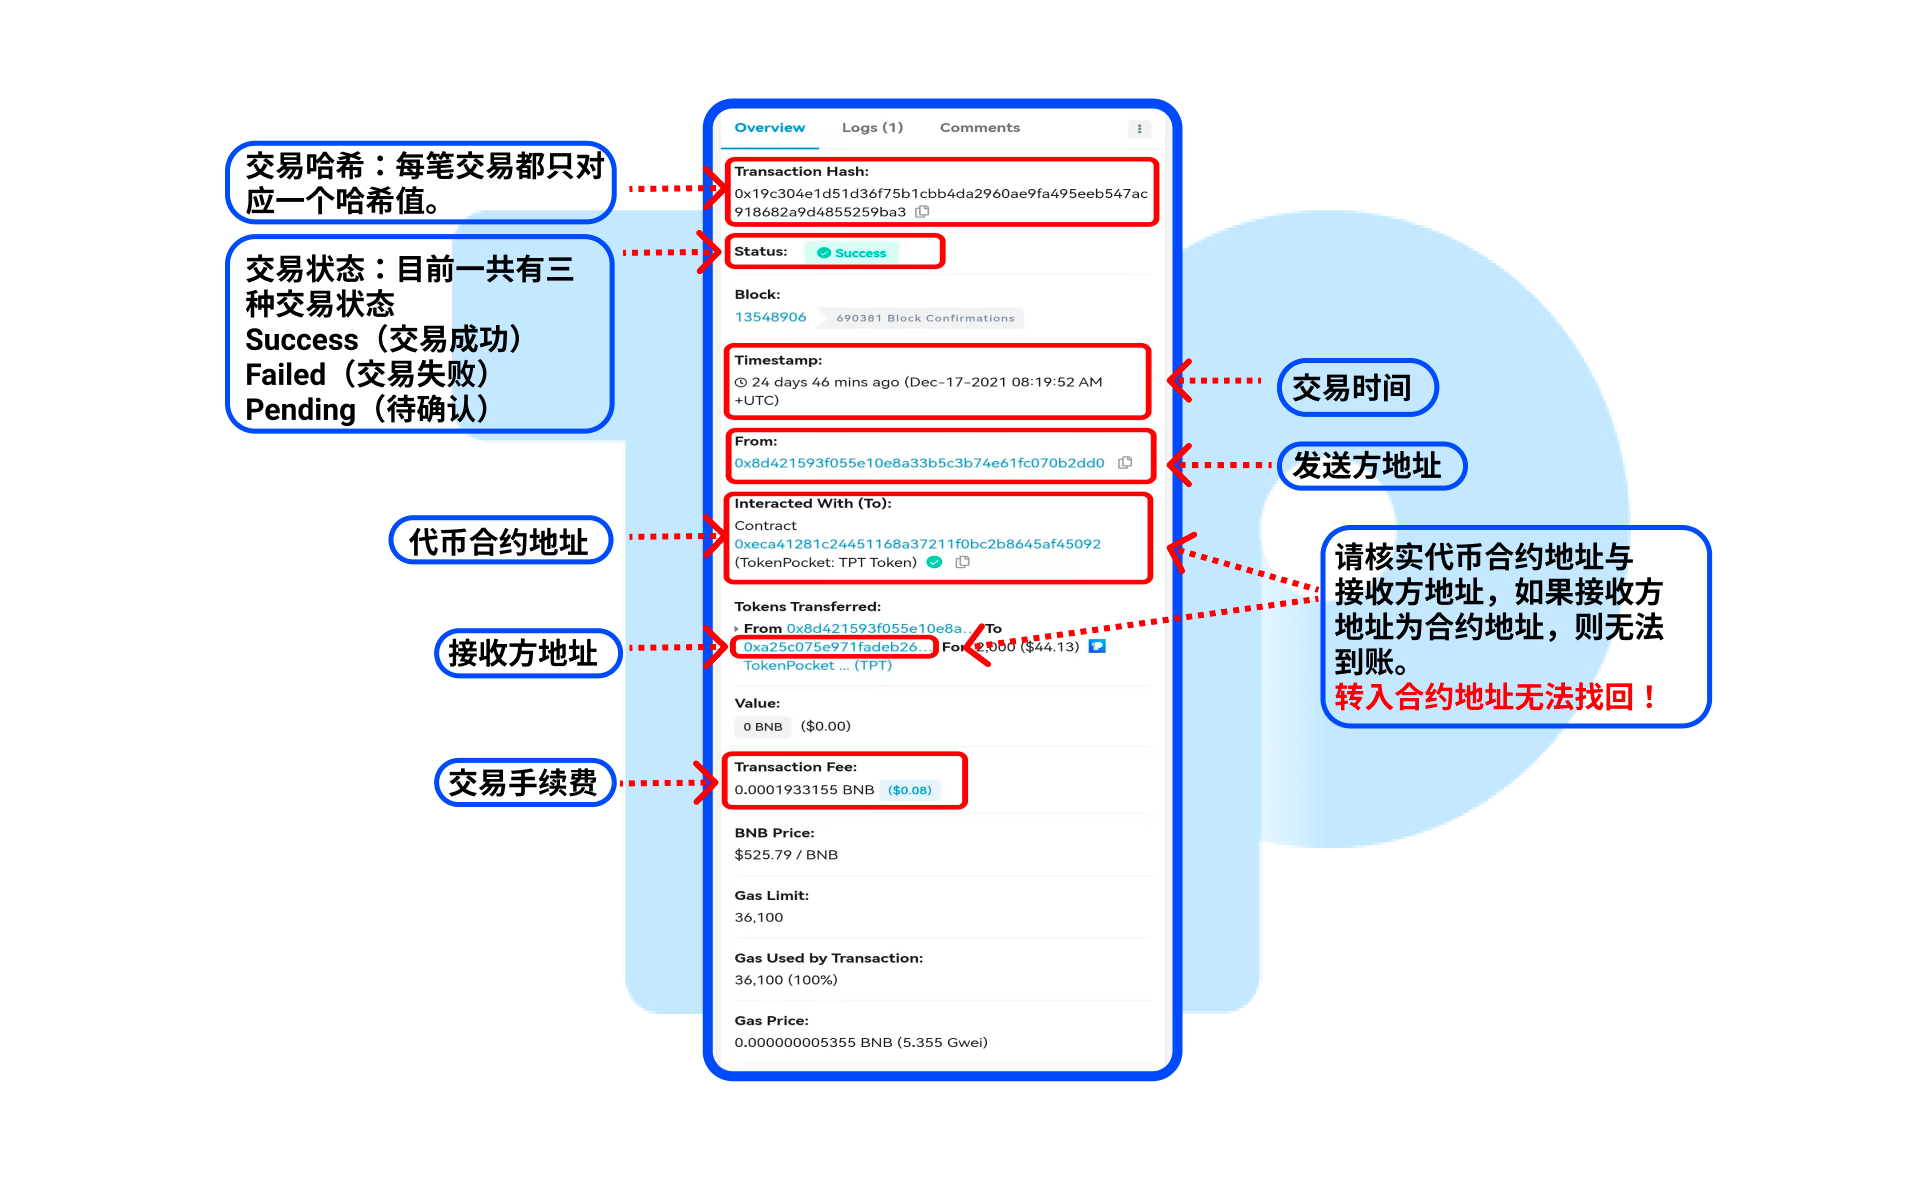 Overview Logs (1) Comments
交易哈希：每笔交易都只对
应一个哈希值。
Transaction Hash:
0x19c304e1d51d36f75b1cbb4da2960ae9fa495eeb547ac
918682a9d4855259ba3
交易状态：目前一共有三
种交易状态
Success（交易成功）
Failed（交易失败）
Pending（待确认）
Status: Success
Block:
13548906 690381 Block Confirmations
Timestamp:
24 days 46 mins ago (Dec-17-2021 08:19:52 AM
+UTC)
交易时间
From:
0x8d421593f055e10e8a33b5c3b74e61fc070b2dd0
发送方地址
代币合约地址
Interacted With (To):
Contract
0xeca41281c24451168a37211f0bc2b8645af45092
(TokenPocket: TPT Token)
请核实代币合约地址与
接收方地址，如果接收方
地址为合约地址，则无法
到账。
转入合约地址无法找回！
接收方地址
Tokens Transferred:
From 0x8d421593f055e10e8a... To
0xa25c075e971fadeb26... For 2,000 ($44.13)
TokenPocket ... (TPT)
Value:
0 BNB ($0.00)
交易手续费
Transaction Fee:
0.0001933155 BNB ($0.08)
BNB Price:
$525.79 / BNB
Gas Limit:
36,100
Gas Used by Transaction:
36,100 (100%)
Gas Price:
0.000000005355 BNB (5.355 Gwei)